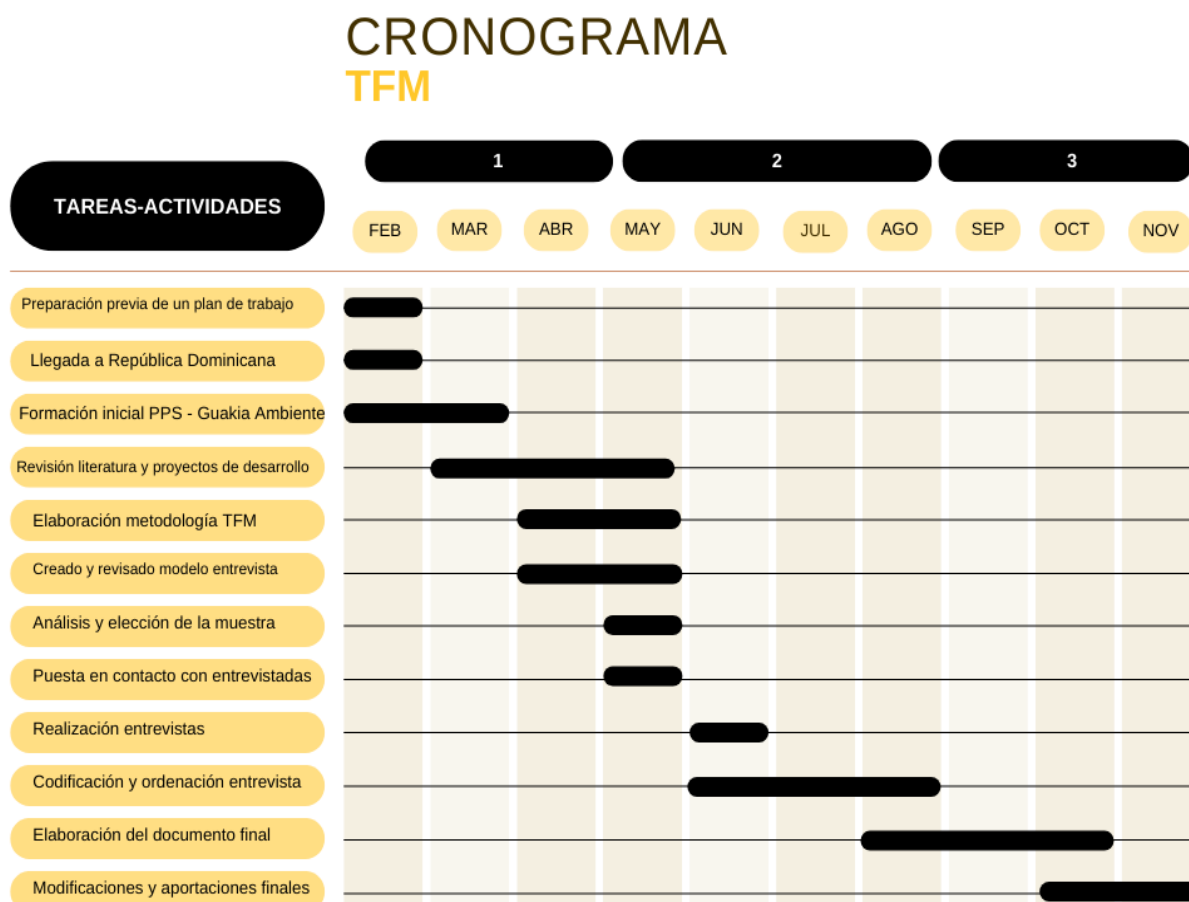 CRONOGRAMA
TFM
1 2 3
TAREAS-ACTIVIDADES
FEB MAR ABR MAY JUN JUL AGO SEP OCT NOV
Preparación previa de un plan de trabajo
Llegada a República Dominicana
Formación inicial PPS - Guakia Ambiente
Revisión literatura y proyectos de desarrollo
Elaboración metodología TFM
Creado y revisado modelo entrevista
Análisis y elección de la muestra
Puesta en contacto con entrevistadas
Realización entrevistas
Codificación y ordenación entrevista
Elaboración del documento final
Modificaciones y aportaciones finales